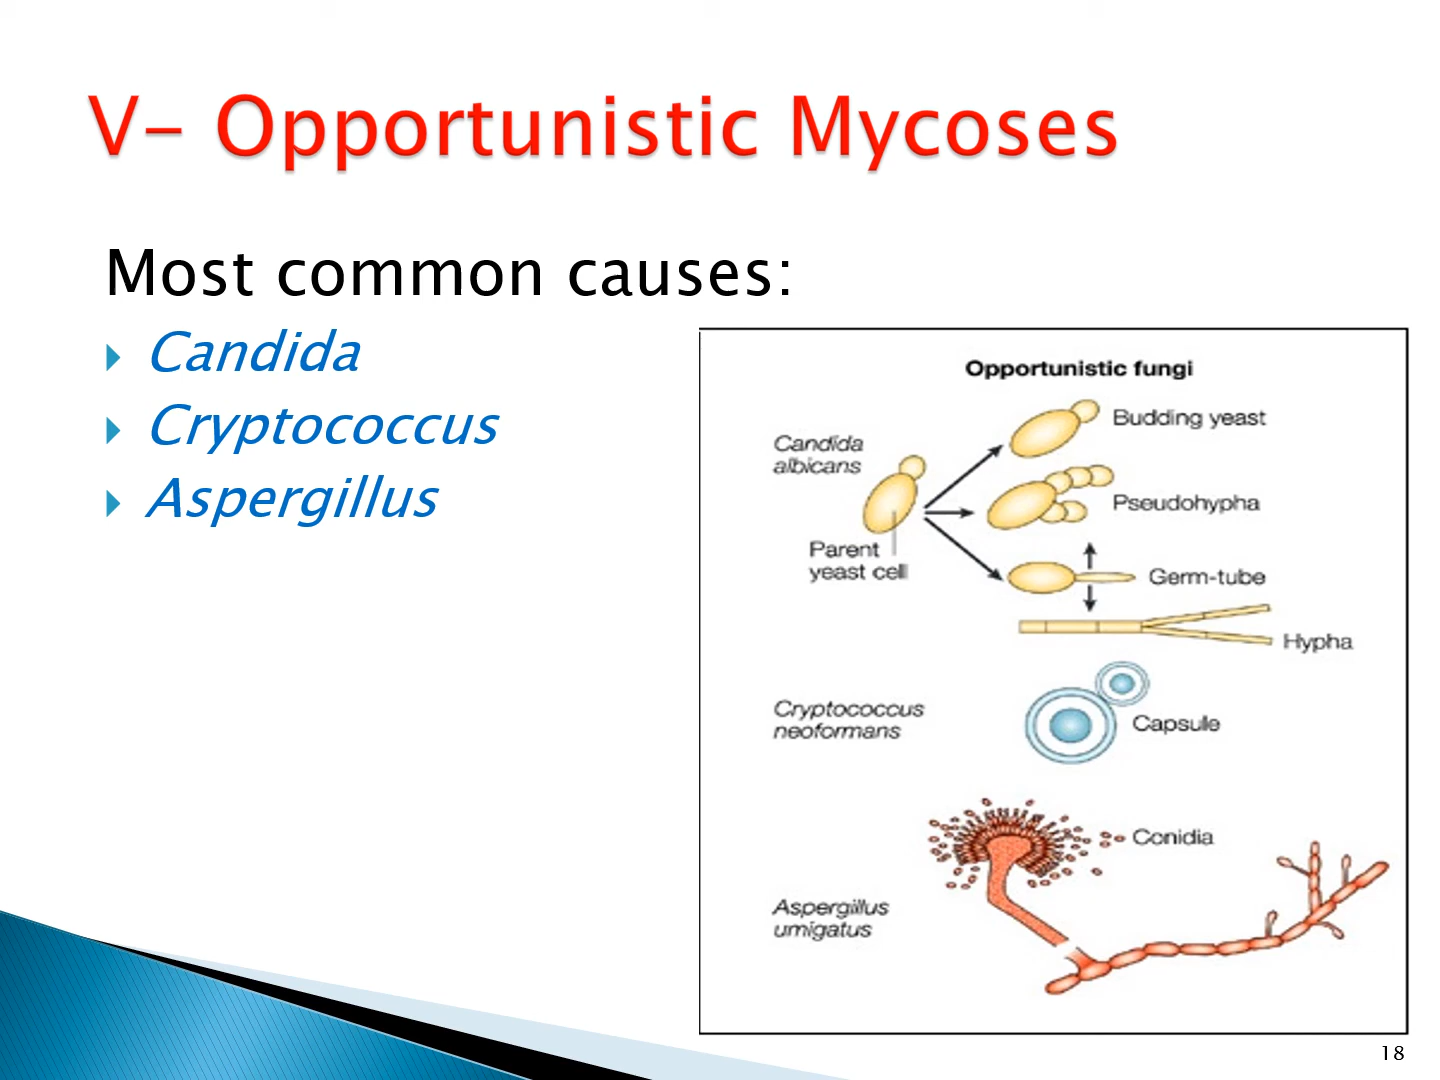 V- Opportunistic Mycoses
Most common causes:
Candida
Cryptococcus
Aspergillus
Opportunistic fungi
Budding yeast
Candida
albicans
Pseudohypha
Parent
yeast cell
Germ-tube
Hypha
Cryptococcus
neoformans
Capsule
Conidia
Aspergillus
umigatus
18